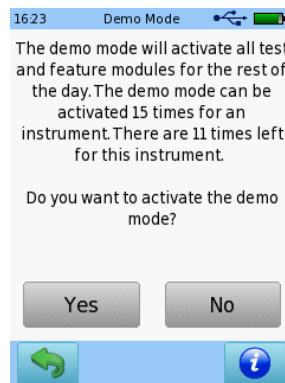 16:23 Demo Mode
The demo mode will activate all test
and feature modules for the rest of
the day. The demo mode can be
activated 15 times for an
instrument. There are 11 times left
for this instrument.
Do you want to activate the demo
mode?
Yes No
i